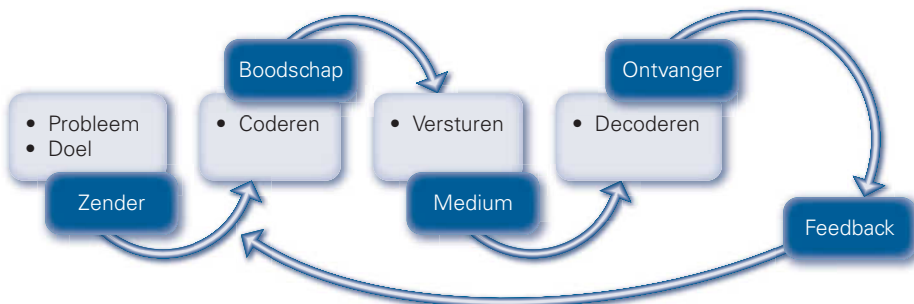 • Probleem
• Doel
Zender
Boodschap
• Coderen
• Versturen
Medium
Ontvanger
• Decoderen
Feedback